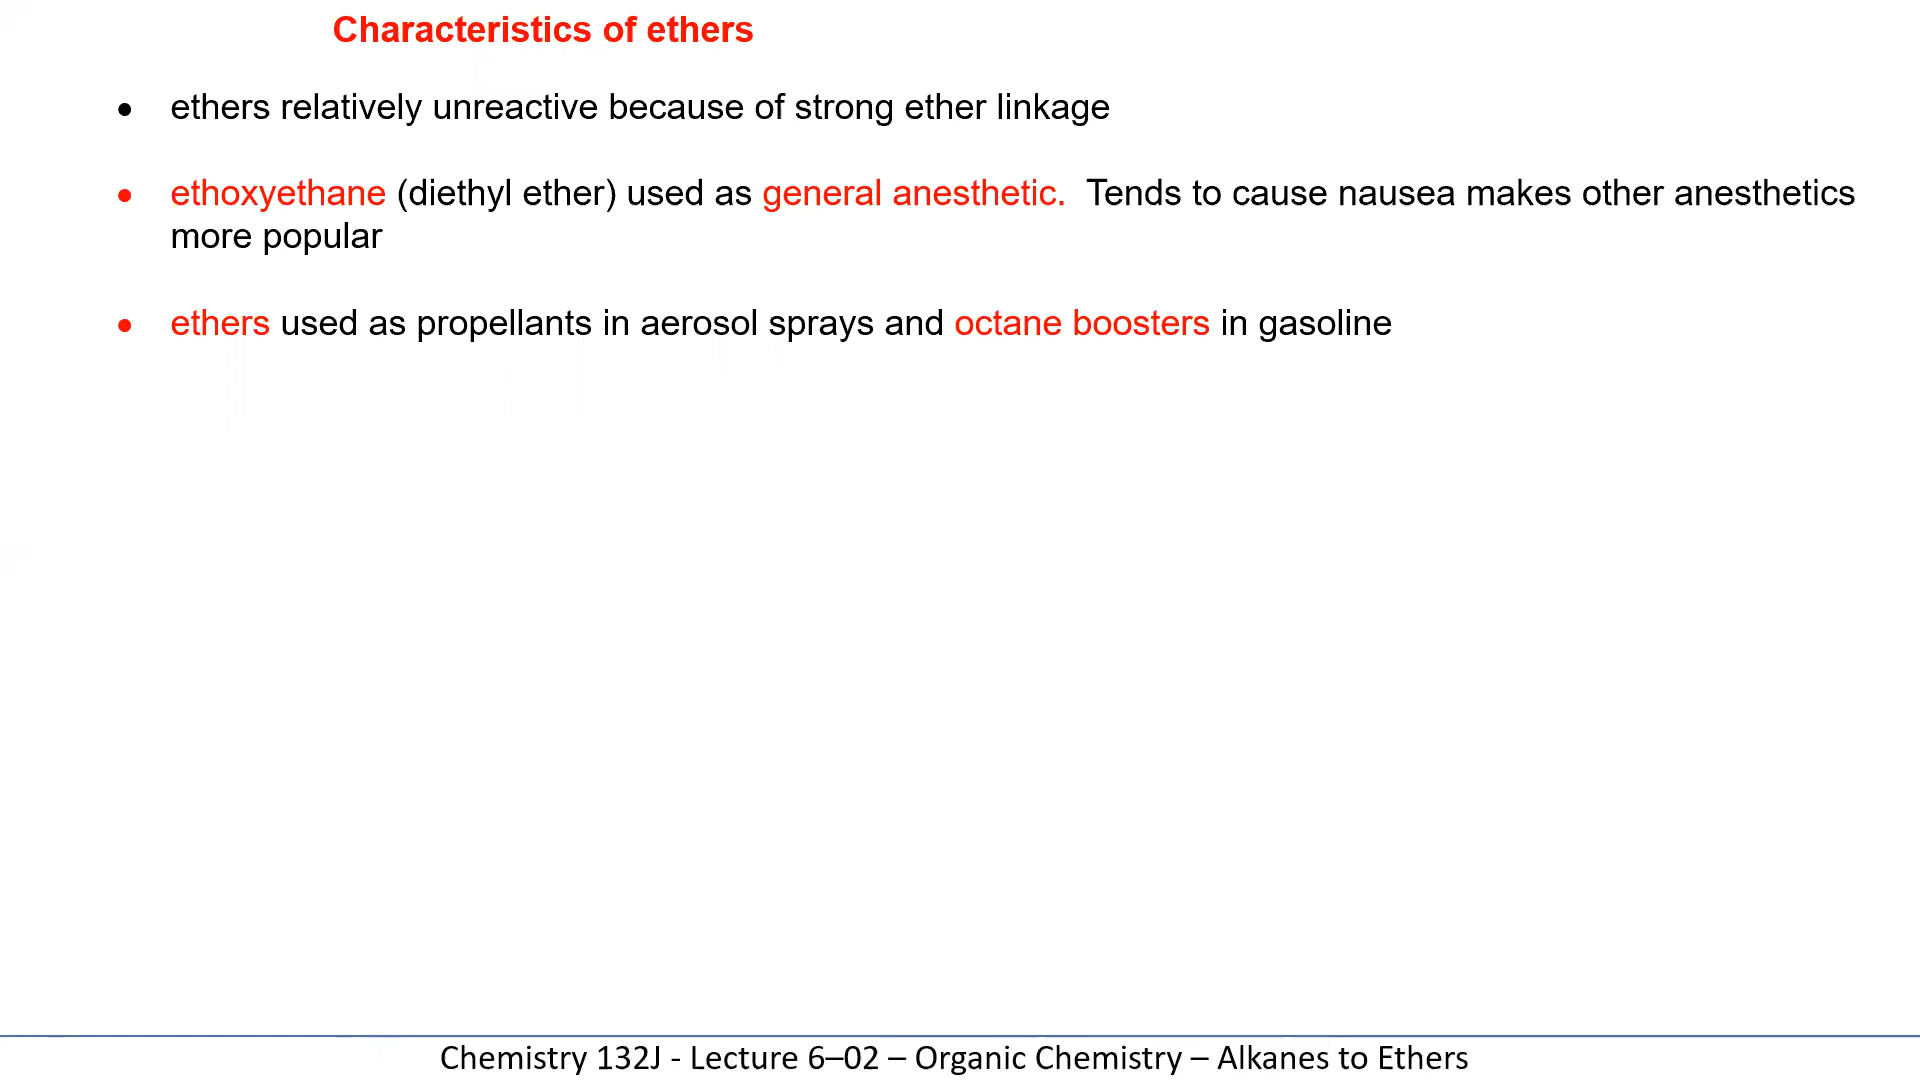 Characteristics of ethers
• ethers relatively unreactive because of strong ether linkage
• ethoxyethane (diethyl ether) used as general anesthetic.  Tends to cause nausea makes other anesthetics
more popular
• ethers used as propellants in aerosol sprays and octane boosters in gasoline
Chemistry 132J - Lecture 6–02 – Organic Chemistry – Alkanes to Ethers